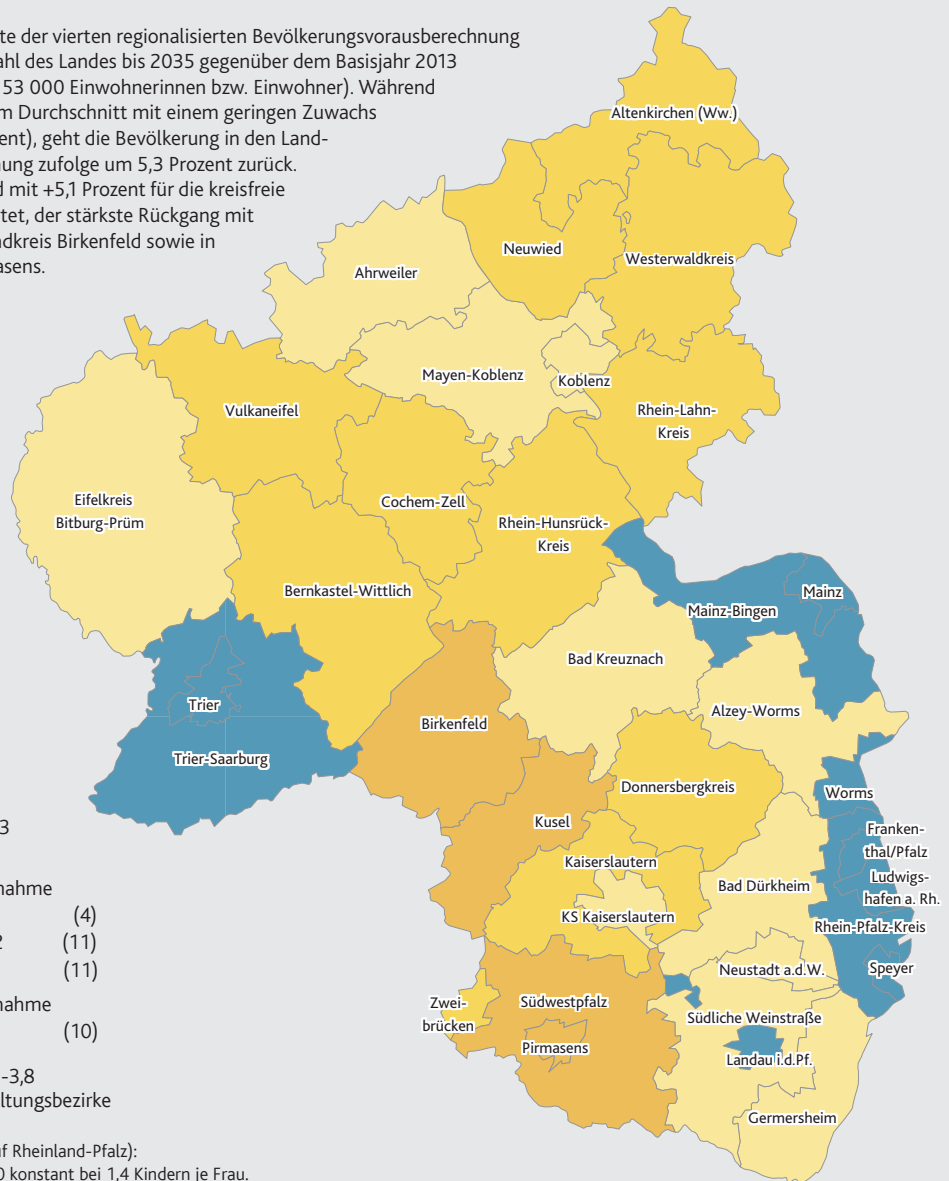 te der vierten regionalisierten Bevölkerungsvorausberechnung
ahl des Landes bis 2035 gegenüber dem Basisjahr 2013
53 000 Einwohnerinnen bzw. Einwohner). Während
m Durchschnitt mit einem geringen Zuwachs
ent), geht die Bevölkerung in den Land-
nung zufolge um 5,3 Prozent zurück.
d mit +5,1 Prozent für die kreisfreie
tet, der stärkste Rückgang mit
ndkreis Birkenfeld sowie in
asens.
Altenkirchen (Ww.)
Neuwied
Westerwaldkreis
Ahrweiler
Mayen-Koblenz
Koblenz
Vulkaneifel
Rhein-Lahn-
Kreis
Eifelkreis
Bitburg-Prüm
Cochem-Zell
Rhein-Hunsrück-
Kreis
Bernkastel-Wittlich
Mainz
Mainz-Bingen
Bad Kreuznach
Trier
Alzey-Worms
Birkenfeld
Trier-Saarburg
Donnersbergkreis
Worms
Kusel
Franken-
thal/Pfalz
Kaiserslautern
Ludwigs-
hafen a. Rh.
Bad Dürkheim
KS Kaiserslautern
Rhein-Pfalz-Kreis
Neustadt a.d.W.
Speyer
Zwei-
brücken
Südwestpfalz
Südliche Weinstraße
Pirmasens
Landau i.d.Pf.
Germersheim
3
nahme
(4)
2 (11)
(11)
nahme
(10)
-3,8
ltungsbezirke
uf Rheinland-Pfalz):
0 konstant bei 1,4 Kindern je Frau.